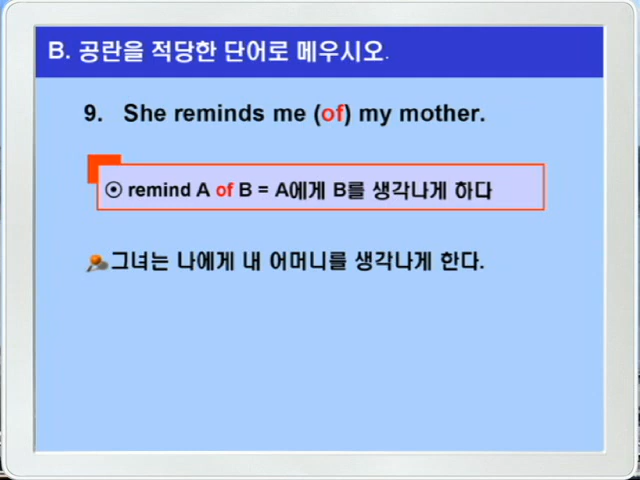 B. 공란을 적당한 단어로 메우시오.
9. She reminds me (of) my mother.
⊙ remind A of B = A에게 B를 생각나게 하다
그녀는 나에게 내 어머니를 생각나게 한다.